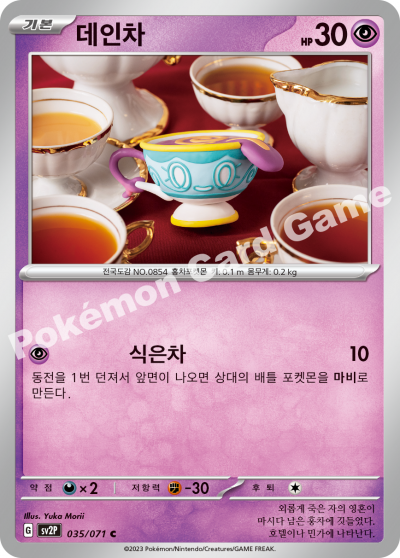 기본 데인차 HP 30
전국도감 NO.0854 홍차포켓몬 키: 0.1 m 몸무게: 0.2 kg
Pokémon Card Game
식은차 10
동전을 1번 던져서 앞면이 나오면 상대의 배틀 포켓몬을 마비로
만든다.
약점 ×2 저항력 -30 후퇴
Illus. Yuka Morii
G sv2P 035/071 C
외롭게 죽은 자의 영혼이
마시다 남은 홍차에 깃들었다.
호텔이나 민가에 나타난다.
©2023 Pokémon/Nintendo/Creatures/GAME FREAK.